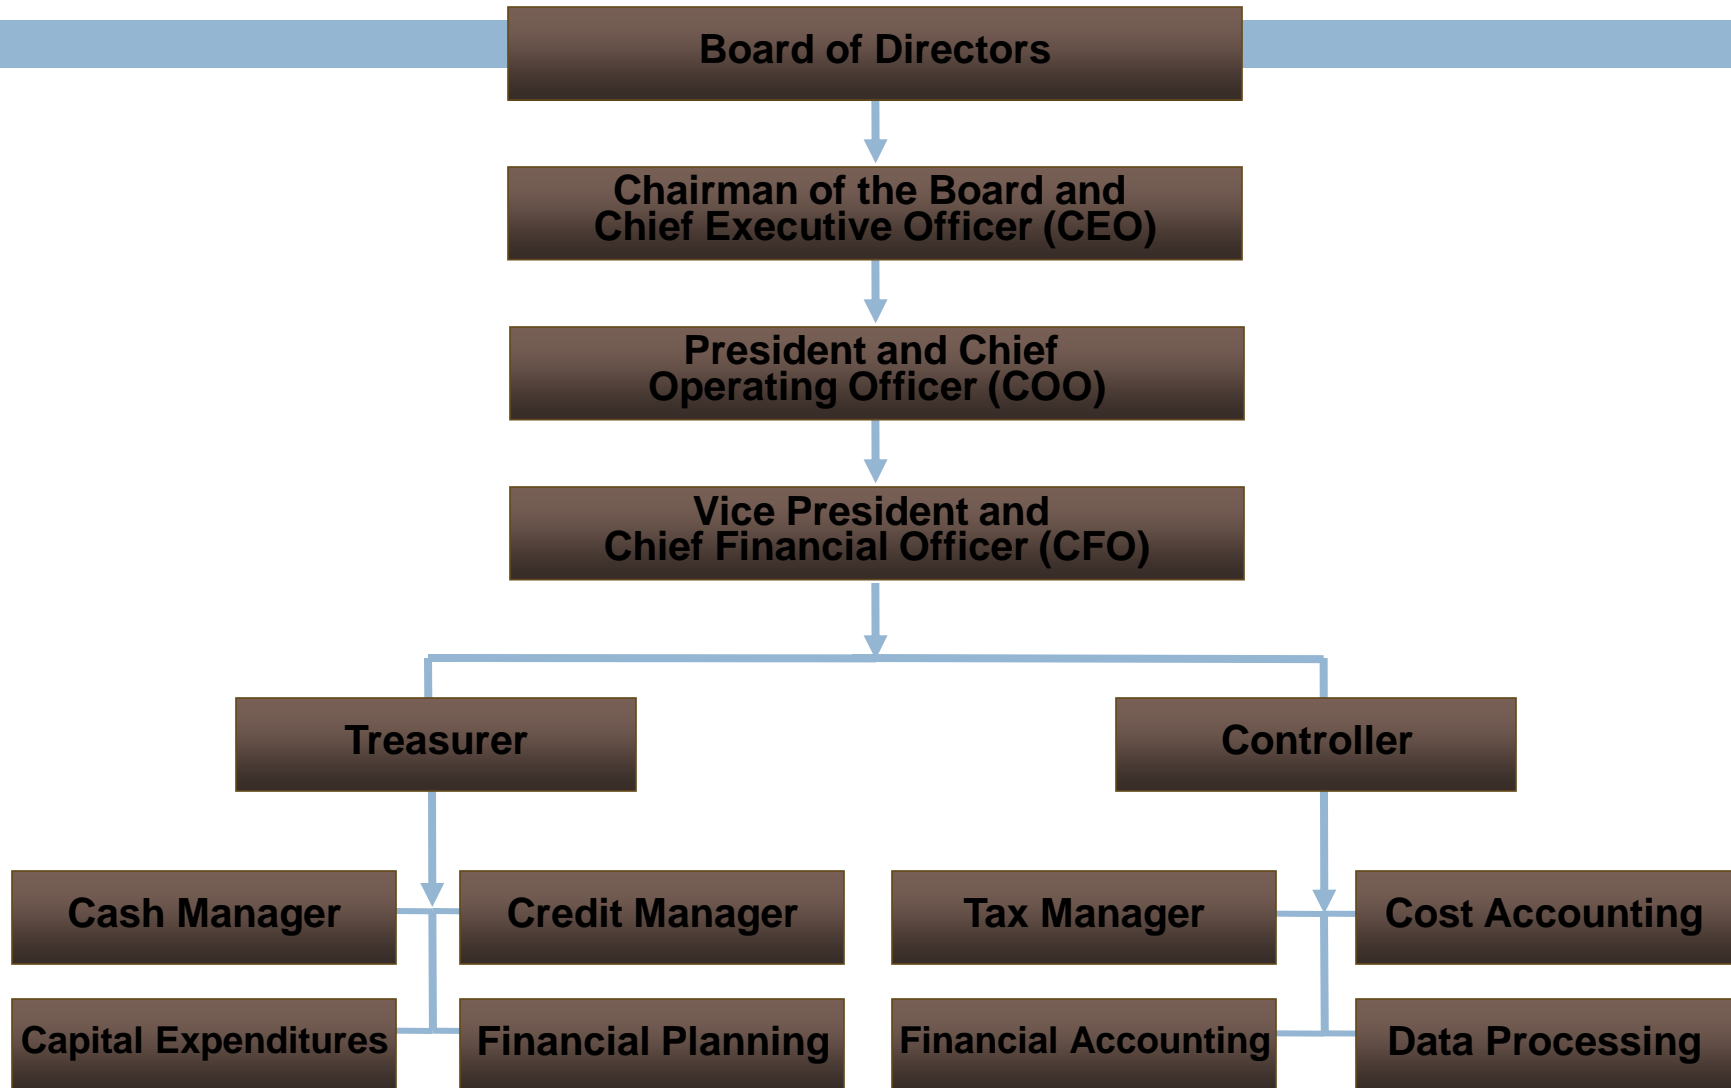 Board of Directors
Chairman of the Board and
Chief Executive Officer (CEO)
President and Chief
Operating Officer (COO)
Vice President and
Chief Financial Officer (CFO)
Treasurer
Controller
Cash Manager
Credit Manager
Tax Manager
Cost Accounting
Capital Expenditures
Financial Planning
Financial Accounting
Data Processing